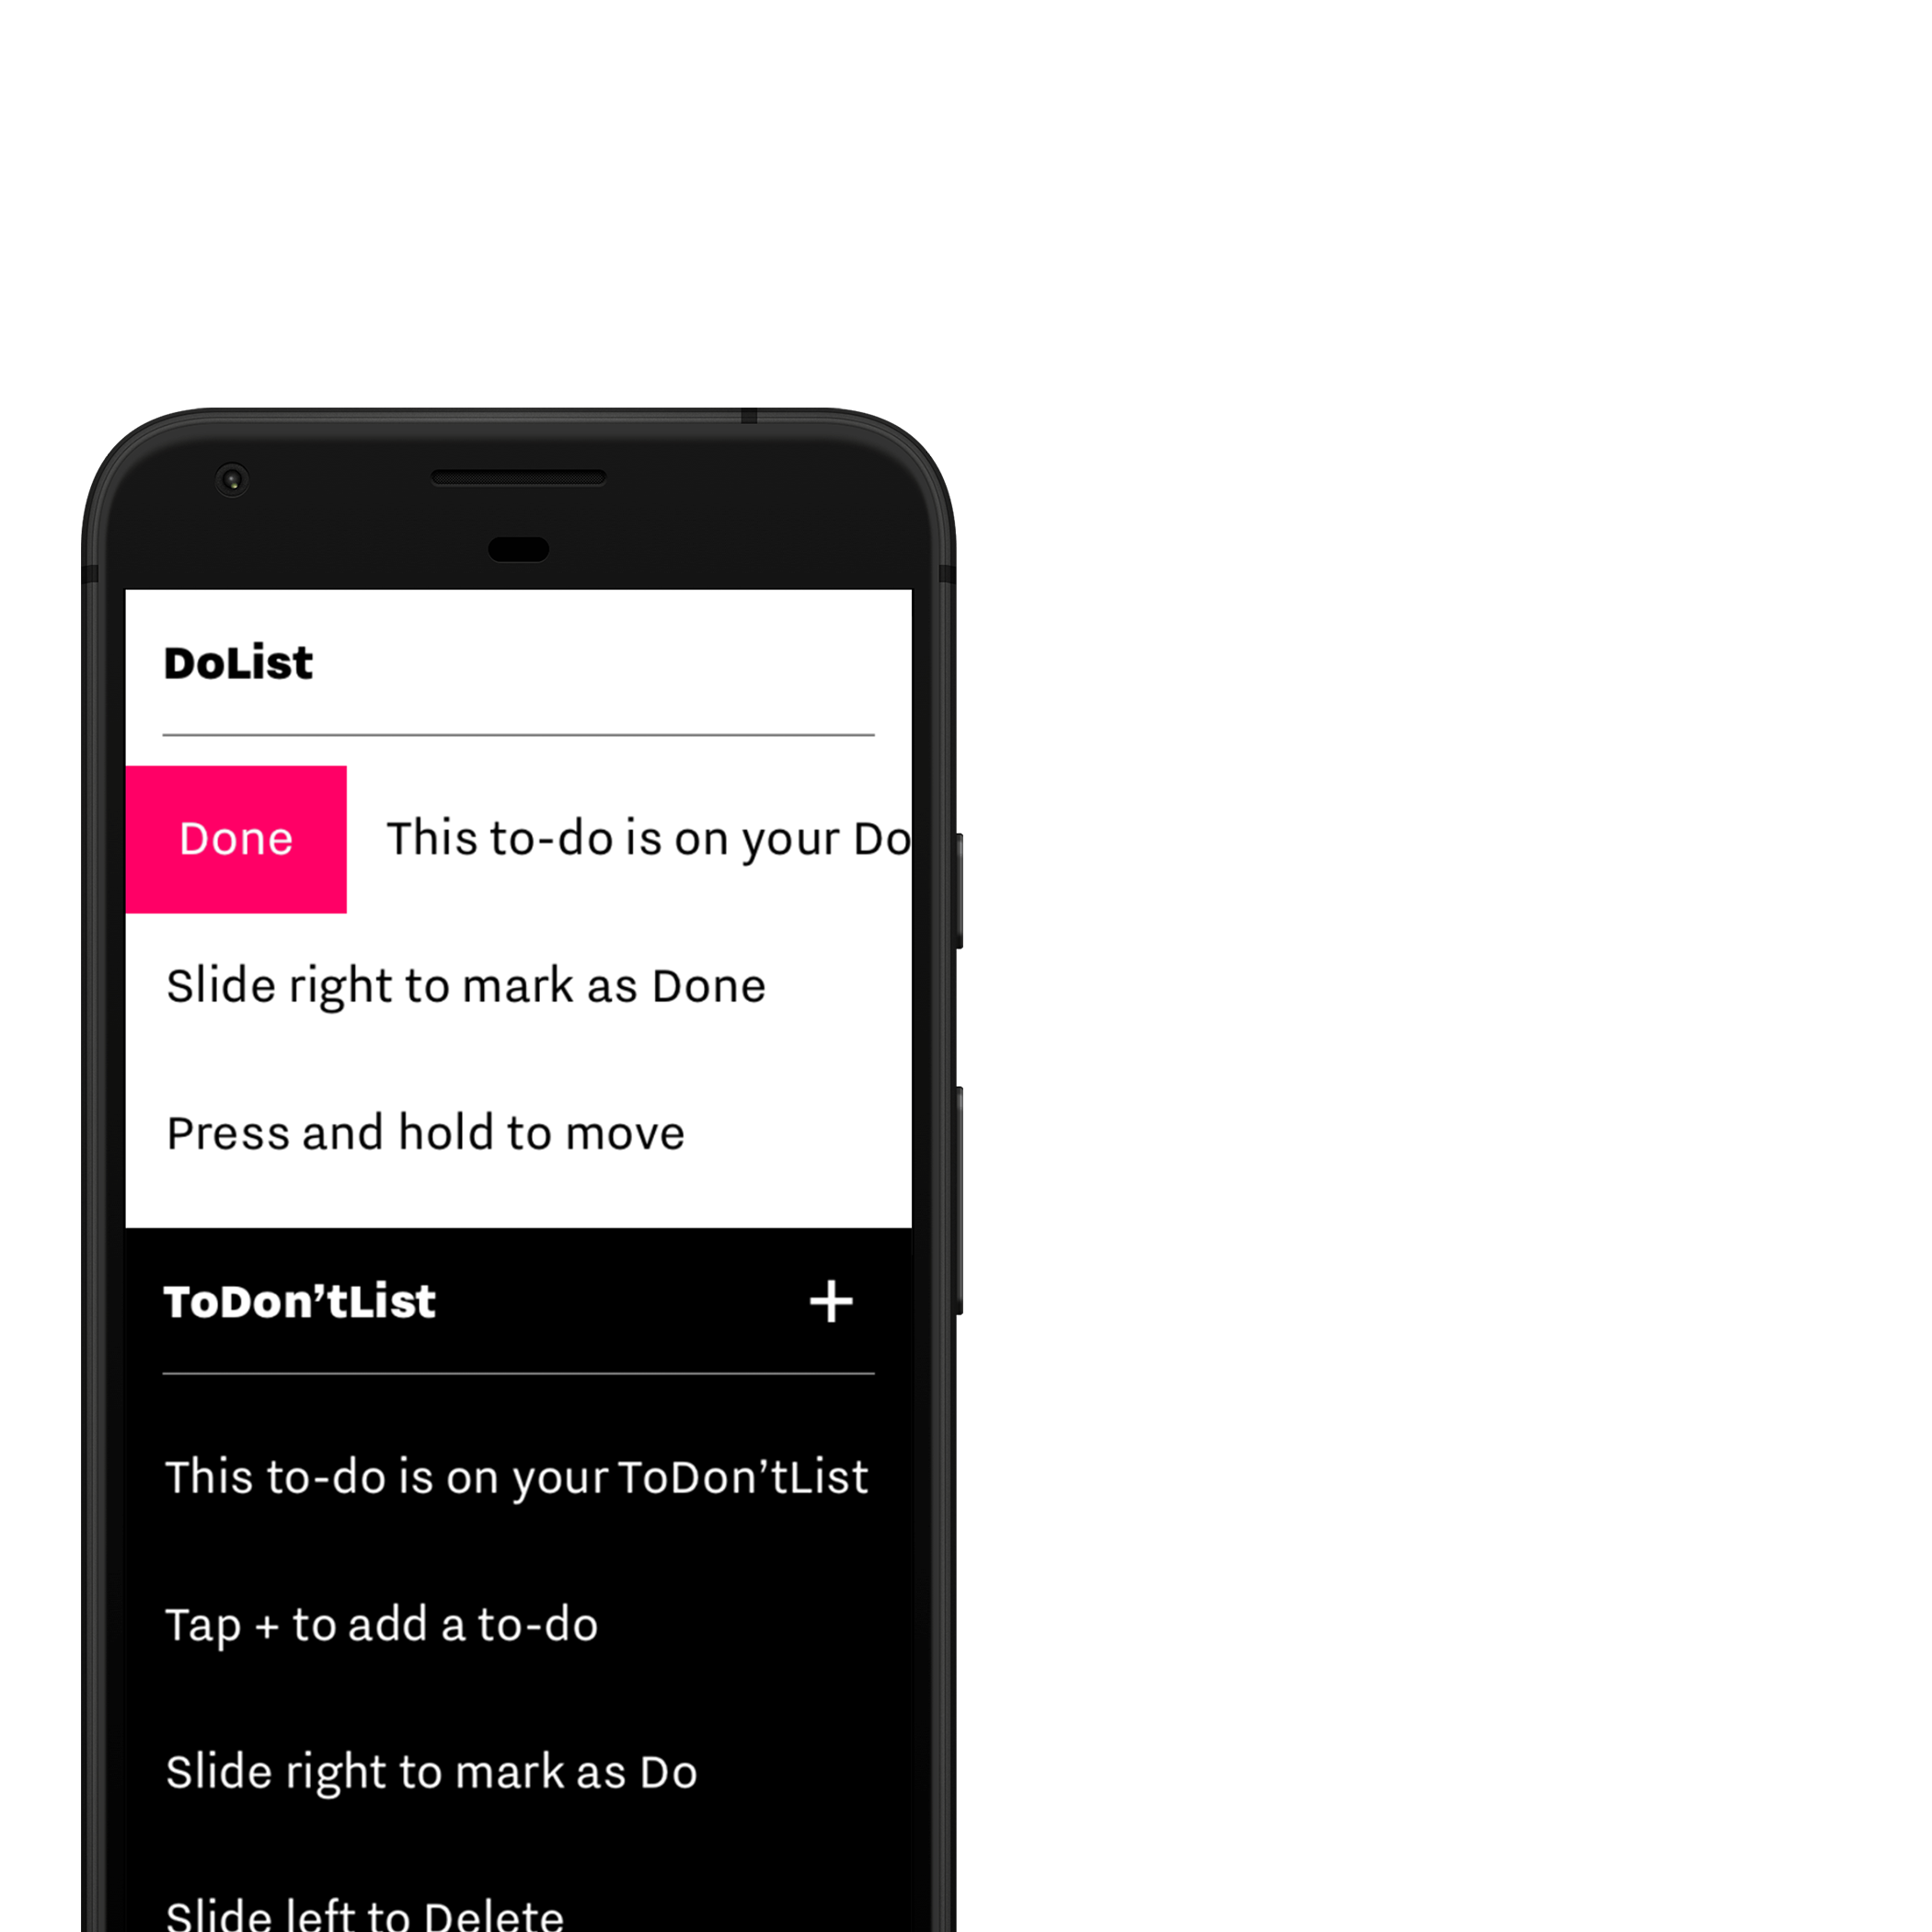 DoList
Done This to-do is on your Do
Slide right to mark as Done
Press and hold to move
ToDon’tList +
This to-do is on your ToDon’tList
Tap + to add a to-do
Slide right to mark as Do
Slide left to Delete